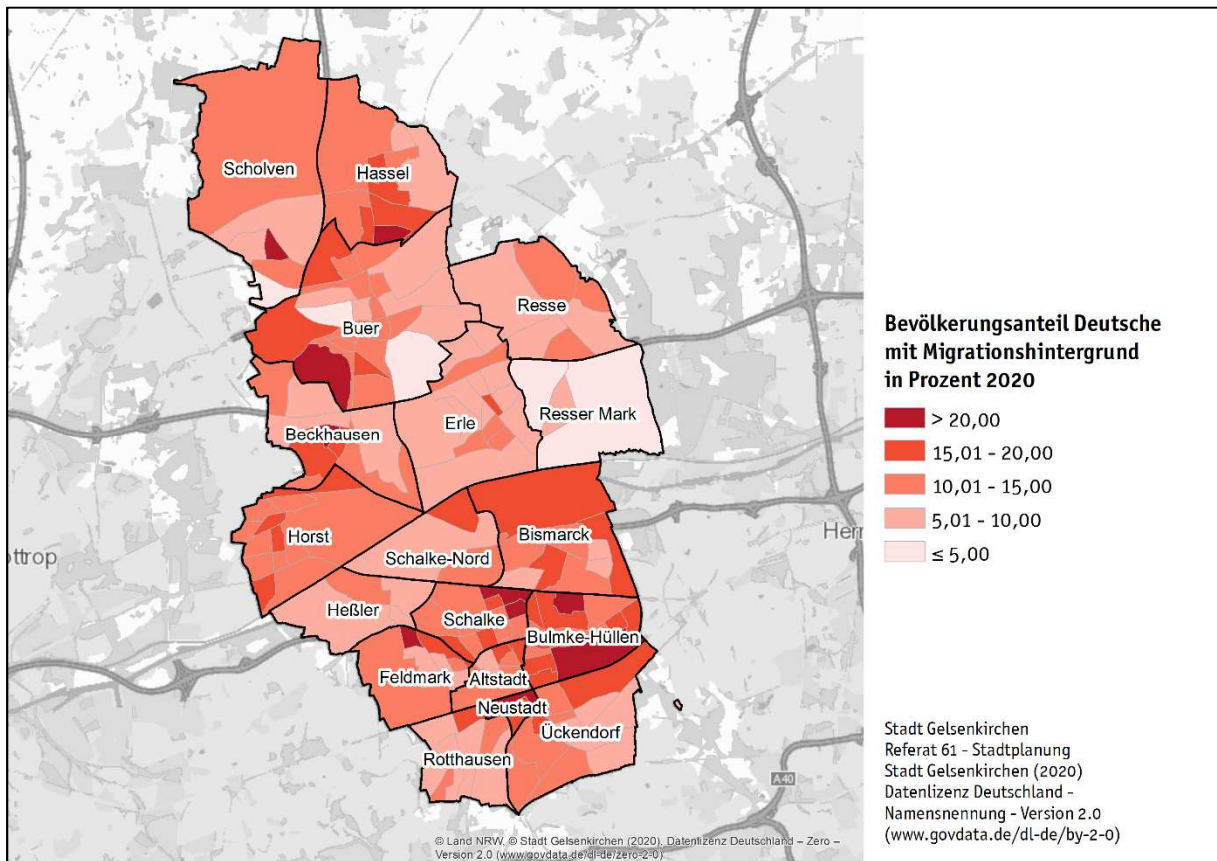 Scholven
Hassel
Resse
Buer
Resser Mark
Erle
Beckhausen
Horst
Bismarck
Schalke-Nord
Heßler
Schalke
Bulmke-Hüllen
Feldmark
Altstadt
Neustadt
Ückendorf
Rotthausen
ttrop
Her
A40
© Land NRW, © Stadt Gelsenkirchen (2020), Datenlizenz Deutschland – Zero –
Version 2.0 (www.govdata.de/dl-de/zero-2-0)
Bevölkerungsanteil Deutsche
mit Migrationshintergrund
in Prozent 2020
> 20,00
15,01 - 20,00
10,01 - 15,00
5,01 - 10,00
≤ 5,00
Stadt Gelsenkirchen
Referat 61 - Stadtplanung
Stadt Gelsenkirchen (2020)
Datenlizenz Deutschland -
Namensnennung - Version 2.0
(www.govdata.de/dl-de/by-2-0)